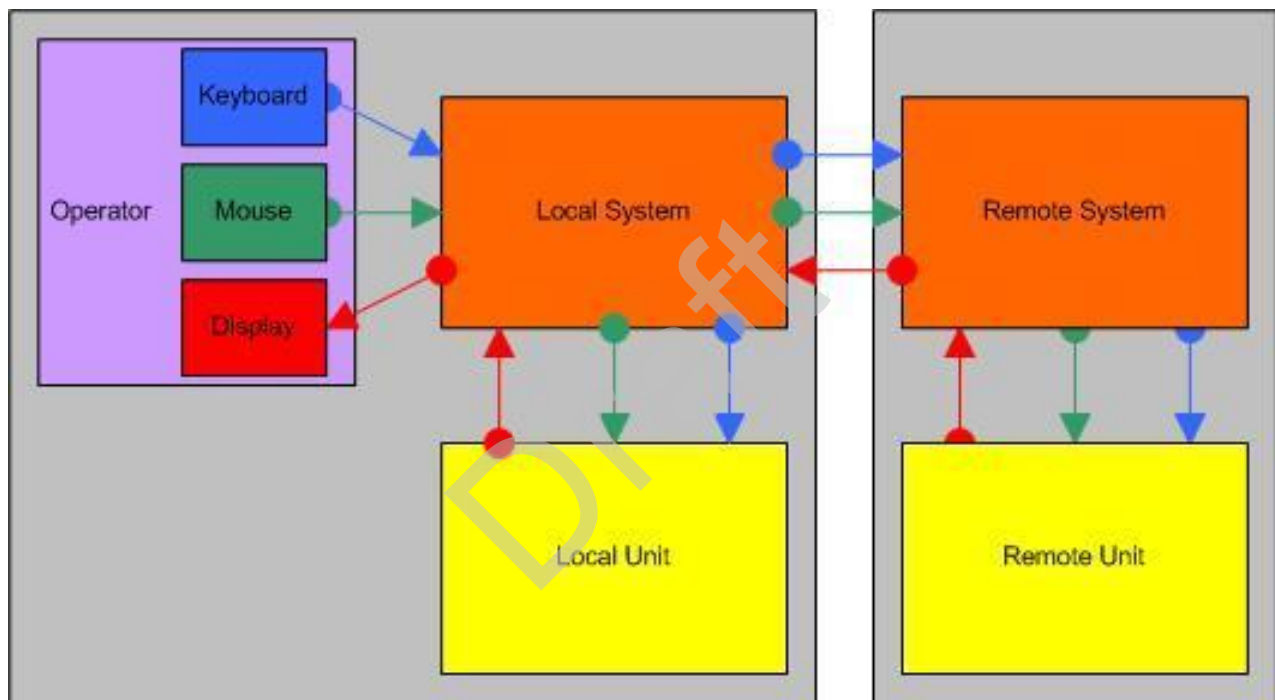 Keyboard
Operator
Mouse
Display
Local System
Remote System
Local Unit
Remote Unit
Draft